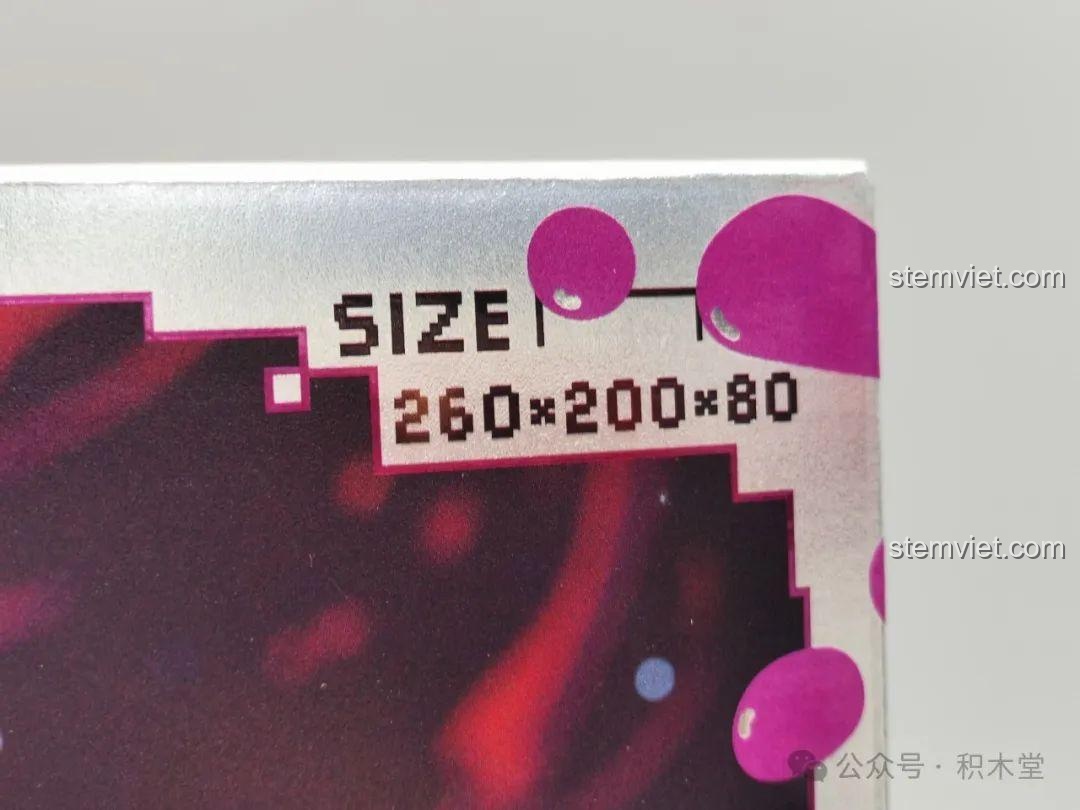 stemviet.com
SIZE
260×200×80
stemviet.com
公众号·积木堂